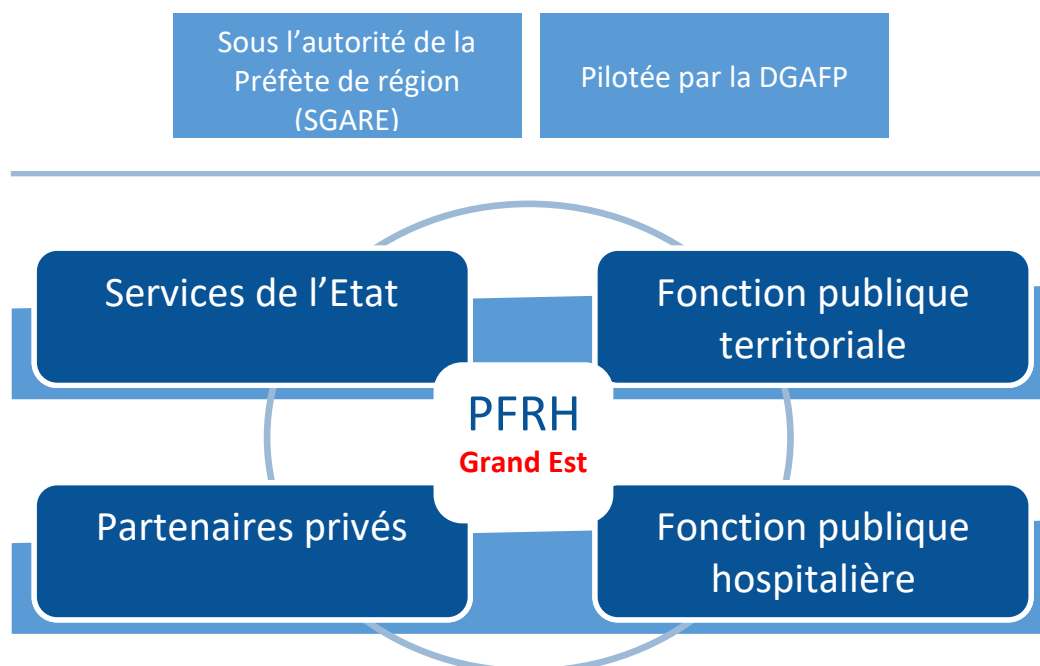 Sous l’autorité de la
Préfète de région
(SGARE)
Pilotée par la DGAFP
Services de l’Etat
Fonction publique
territoriale
PFRH
Grand Est
Partenaires privés
Fonction publique
hospitalière